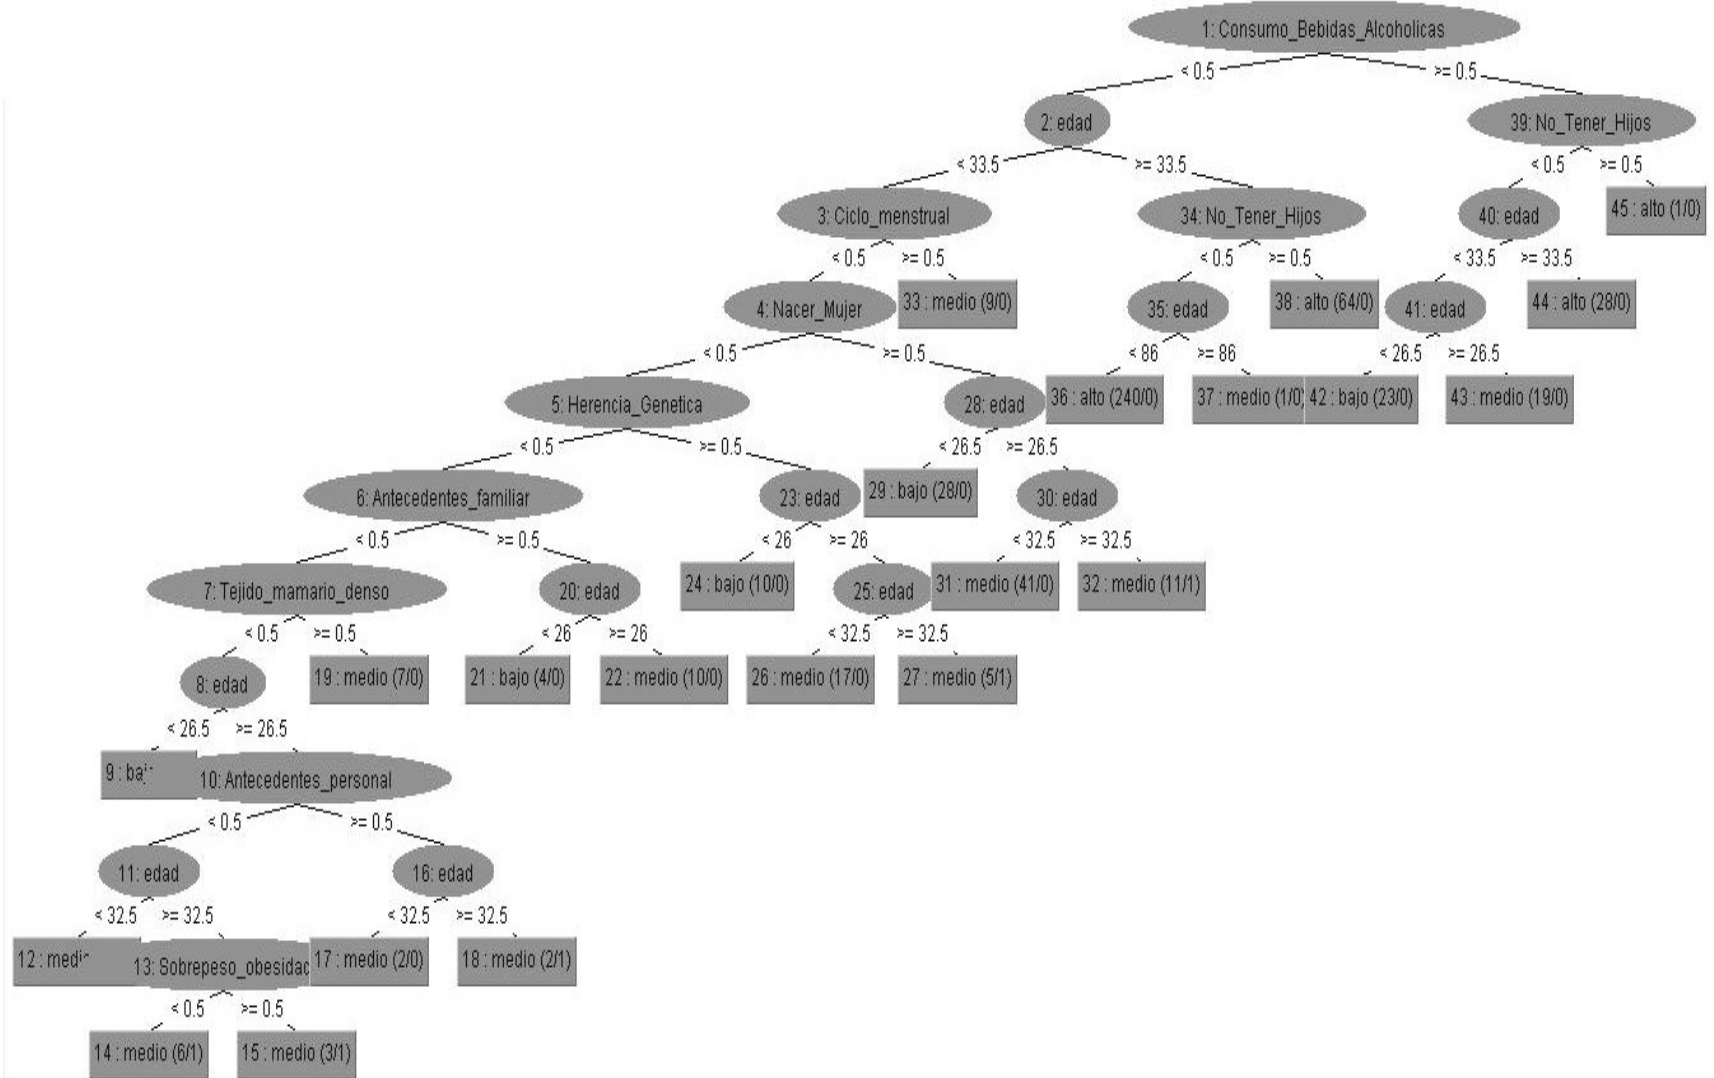 1: Consumo_Bebidas_Alcoholicas
< 0.5 >= 0.5
2: edad 39: No_Tener_Hijos
< 33.5 >= 33.5 < 0.5 >= 0.5
3: Ciclo_menstrual 34: No_Tener_Hijos 40: edad 45 : alto (1/0)
< 0.5 >= 0.5 < 0.5 >= 0.5 < 33.5 >= 33.5
4: Nacer_Mujer 33 : medio (9/0) 35: edad 38 : alto (64/0) 41: edad 44 : alto (28/0)
< 0.5 >= 0.5 < 86 >= 86 < 26.5 >= 26.5
5: Herencia_Genetica 28: edad 36 : alto (240/0) 37 : medio (1/0) 42 : bajo (23/0) 43 : medio (19/0)
< 0.5 >= 0.5 < 26.5 >= 26.5
6: Antecedentes_familiar 23: edad 29 : bajo (28/0) 30: edad
< 0.5 >= 0.5 < 26 >= 26 < 32.5 >= 32.5
7: Tejido_mamario_denso 20: edad 24 : bajo (10/0) 25: edad 31 : medio (41/0) 32 : medio (11/1)
< 0.5 >= 0.5 < 26 >= 26 < 32.5 >= 32.5
8: edad 19 : medio (7/0) 21 : bajo (4/0) 22 : medio (10/0) 26 : medio (17/0) 27 : medio (5/1)
< 26.5 >= 26.5
9 : 10: Antecedentes_personal
< 0.5 >= 0.5
11: edad 16: edad
< 32.5 >= 32.5 < 32.5 >= 32.5
12 : 13: 17 : medio (2/0) 18 : medio (2/1)
< 0.5 >= 0.5
14 : medio (6/1) 15 : medio (3/1)